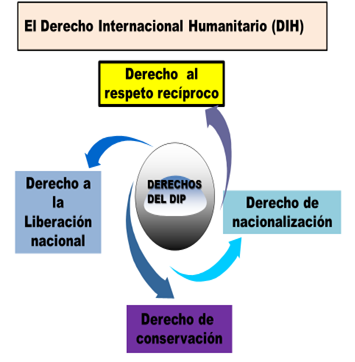 El Derecho Internacional Humanitario (DIH)
Derecho al
respeto recíproco
Derecho a
la
Liberación
nacional
DERECHOS
DEL DIP
Derecho de
nacionalización
Derecho de
conservación